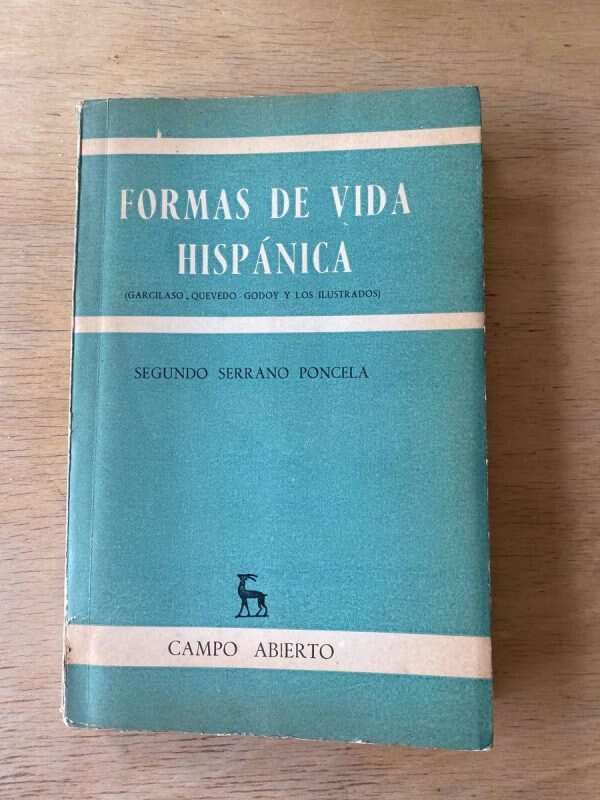 FORMAS DE VIDA
HISPÁNICA
(GARCILASO, QUEVEDO GODOY Y LOS ILUSTRADOS)
SEGUNDO SERRANO PONCELA
CAMPO ABIERTO